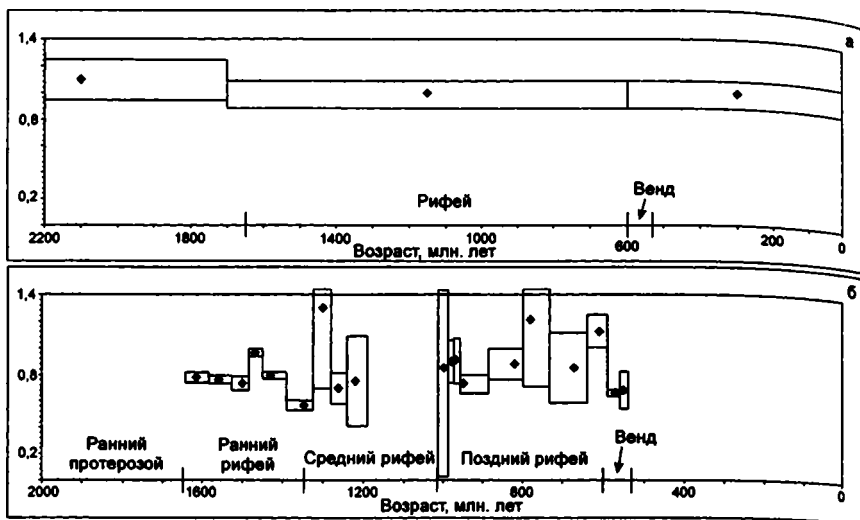 а
1,4
0,8
0,2
Рифей
Венд
2200 1800 1400 1000 600 200 0
Возраст, млн. лет
б
1,4
0,8
0,2
Ранний протерозой
Ранний рифей
Средний рифей
Поздний рифей
Венд
2000 1600 1200 800 400 0
Возраст, млн. лет